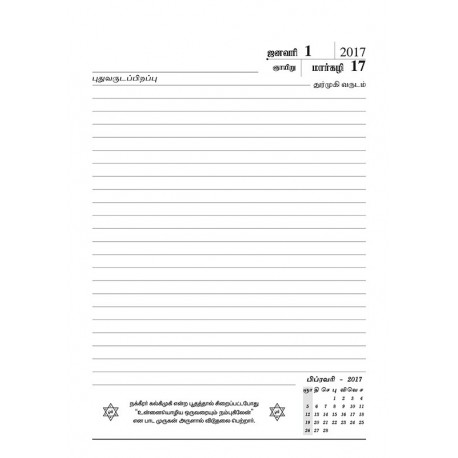 ஜனவரி 1 2017
ஞாயிறு மார்கழி 17
புதுவருடப்பிறப்பு
துர்முகி வருடம்
பிப்ரவரி - 2017
ஞா தி செ பு வி வெ ச
1 2 3 4
5 6 7 8 9 10 11
12 13 14 15 16 17 18
19 20 21 22 23 24 25
26 27 28
நக்கீரர் கல்கீமுகி என்ற பூதத்தால் சிறைப்பட்டபோது
"உன்னையொழிய ஒருவரையும் நம்புகிலேன்"
என பாட முருகன் அருளால் விடுதலை பெற்றார்.